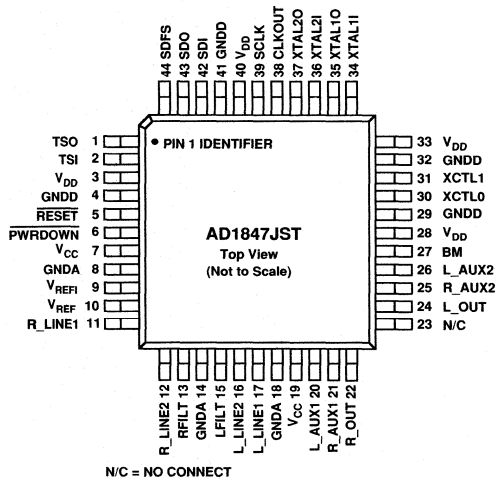 44 SDFS
43 SDO
42 SDI
41 GNDD
40 VDD
39 SCLK
38 CLKOUT
37 XTAL2O
36 XTAL2I
35 XTAL1O
34 XTAL1I
TSO 1
TSI 2
VDD 3
GNDD 4
RESET 5
PWRDOWN 6
VCC 7
GNDA 8
VREFI 9
VREF 10
R_LINE1 11
PIN 1 IDENTIFIER
AD1847JST
Top View
(Not to Scale)
33 VDD
32 GNDD
31 XCTL1
30 XCTL0
29 GNDD
28 VDD
27 BM
26 L_AUX2
25 R_AUX2
24 L_OUT
23 N/C
R_LINE2 12
RFILT 13
GNDA 14
LFILT 15
L_LINE2 16
L_LINE1 17
GNDA 18
VCC 19
L_AUX1 20
R_AUX1 21
R_OUT 22
N/C = NO CONNECT